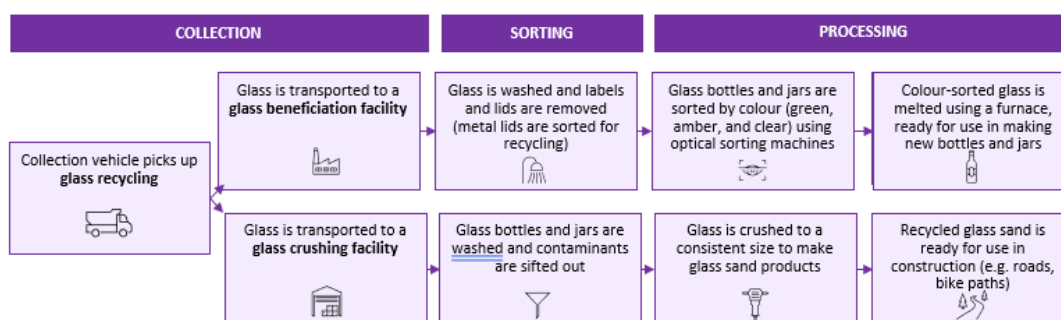 COLLECTION
SORTING
PROCESSING
Collection vehicle picks up
glass recycling
Glass is transported to a
glass beneficiation facility
Glass is washed and labels
and lids are removed
(metal lids are sorted for
recycling)
Glass bottles and jars are
sorted by colour (green,
amber, and clear) using
optical sorting machines
Colour-sorted glass is
melted using a furnace,
ready for use in making
new bottles and jars
Glass is transported to a
glass crushing facility
Glass bottles and jars are
washed and contaminants
are sifted out
Glass is crushed to a
consistent size to make
glass sand products
Recycled glass sand is
ready for use in
construction (e.g. roads,
bike paths)